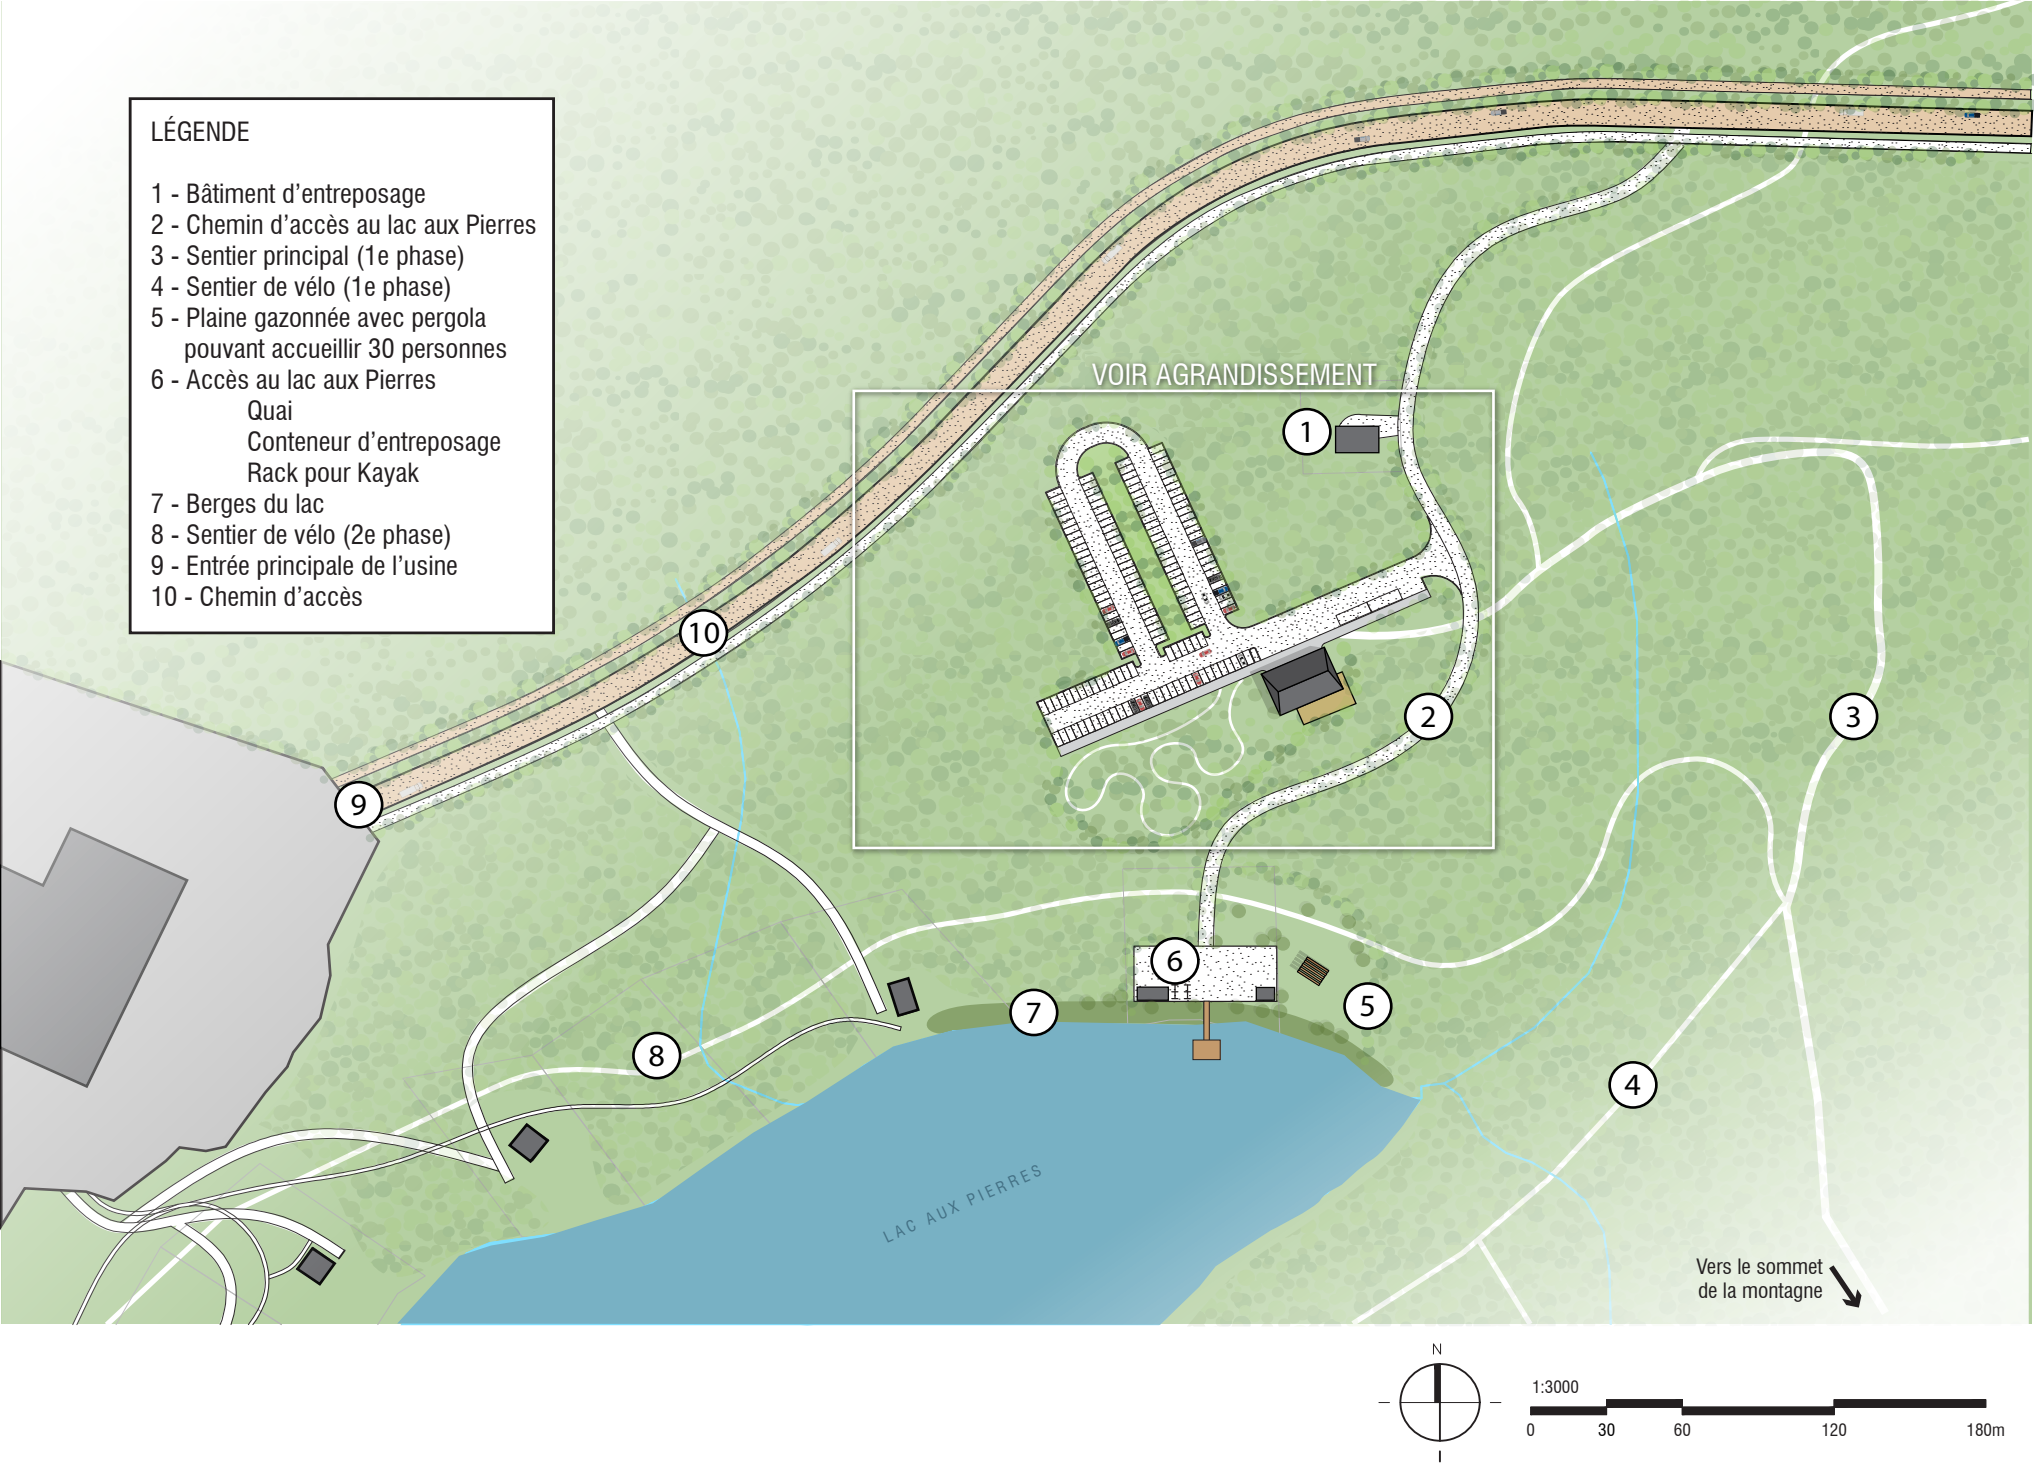 LÉGENDE
1 - Bâtiment d’entreposage
2 - Chemin d’accès au lac aux Pierres
3 - Sentier principal (1e phase)
4 - Sentier de vélo (1e phase)
5 - Plaine gazonnée avec pergola
pouvant accueillir 30 personnes
6 - Accès au lac aux Pierres
Quai
Conteneur d’entreposage
Rack pour Kayak
7 - Berges du lac
8 - Sentier de vélo (2e phase)
9 - Entrée principale de l’usine
10 - Chemin d’accès
VOIR AGRANDISSEMENT
1
10
2
3
9
6
5
7
8
4
LAC AUX PIERRES
Vers le sommet
de la montagne
N
1:3000
0 30 60 120 180m